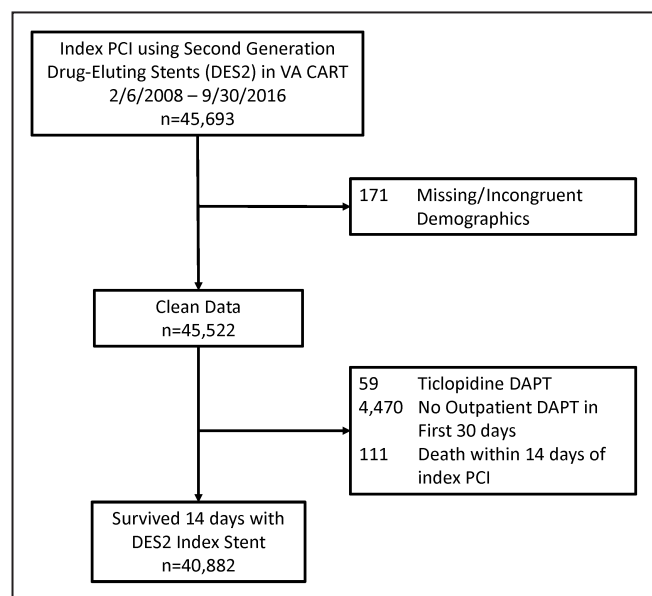 Index PCI using Second Generation
Drug-Eluting Stents (DES2) in VA CART
2/6/2008 – 9/30/2016
n=45,693
171 Missing/Incongruent
Demographics
Clean Data
n=45,522
59 Ticlopidine DAPT
4,470 No Outpatient DAPT in
First 30 days
111 Death within 14 days of
index PCI
Survived 14 days with
DES2 Index Stent
n=40,882